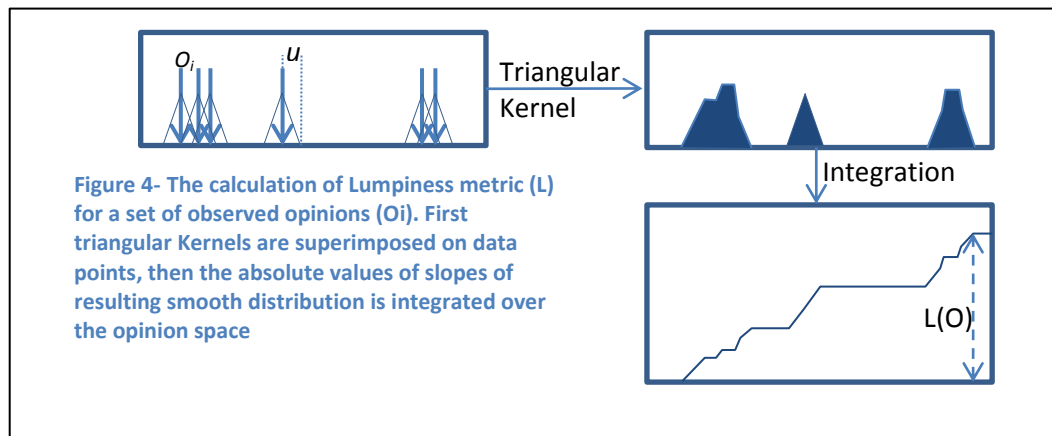 Oi
u
Triangular
Kernel
Integration
Figure 4- The calculation of Lumpiness metric (L)
for a set of observed opinions (Oi). First
triangular Kernels are superimposed on data
points, then the absolute values of slopes of
resulting smooth distribution is integrated over
the opinion space
L(O)